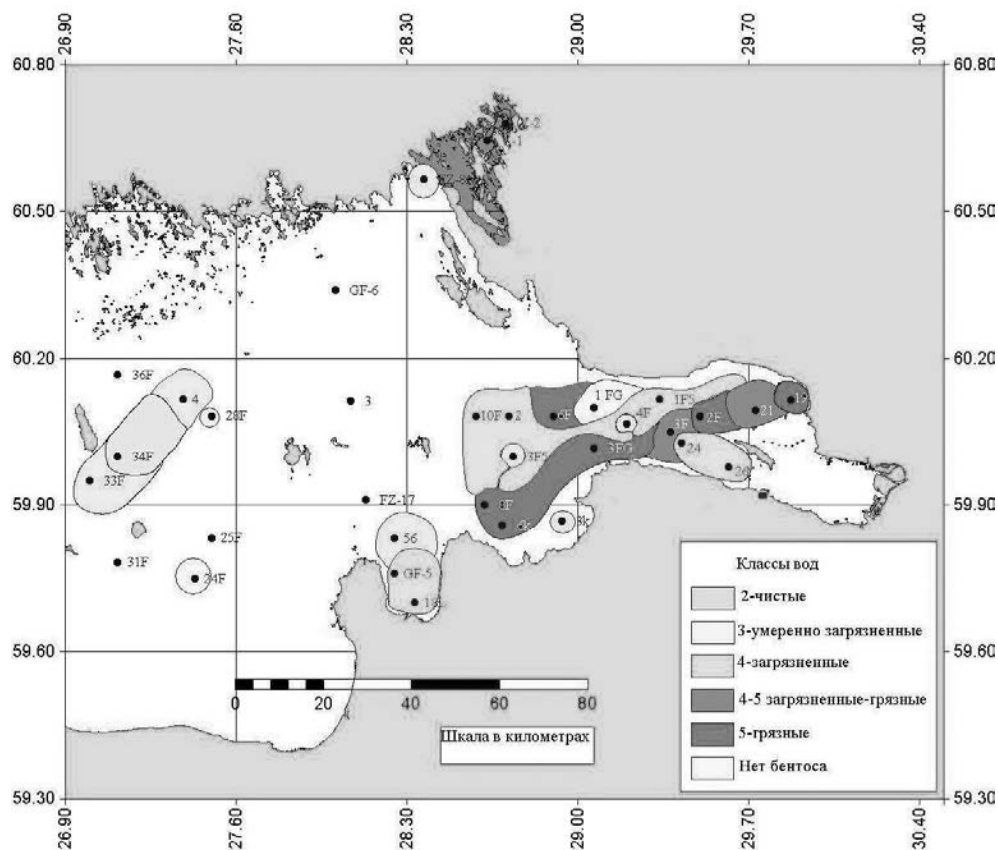 26.90 27.60 28.30 29.00 29.70 30.40
60.80 60.80
60.50 60.50
GF-6
60.20 60.20
36F
4
28F
3
10F
2
6F
1 FG
4F
1F5
3F
2F
21
19
34F
33F
3F5
3FG
24
26
59.90 59.90
FZ-17
25F
56
3k
31F
24F
GF-5
18L
59.60 59.60
0 20 40 60 80
Шкала в километрах
Классы вод
2-чистые
3-умеренно загрязненные
4-загрязненные
4-5 загрязненные-грязные
5-грязные
Нет бентоса
59.30 59.30
26.90 27.60 28.30 29.00 29.70 30.40